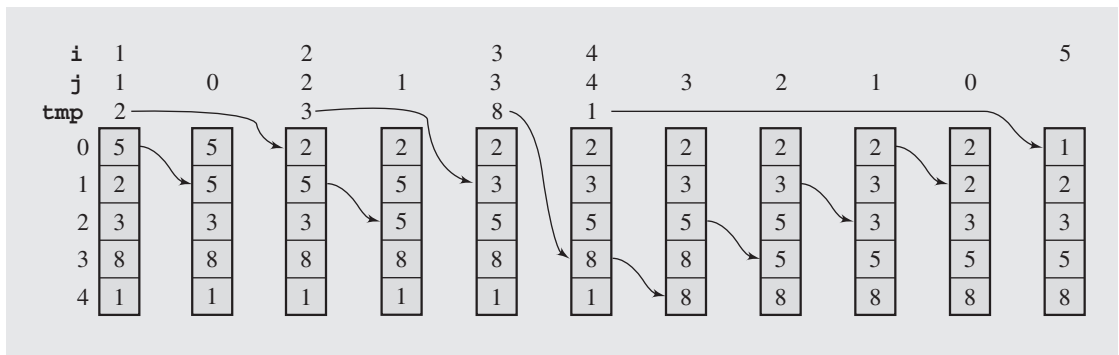 i 1 2 3 4 5
j 1 0 2 1 3 4 3 2 1 0
tmp 2 3 8 1
0 5 5 2 2 2 2 2 2 2 2 1
1 2 5 5 5 3 3 3 3 3 2 2
2 3 3 3 5 5 5 5 5 3 3 3
3 8 8 8 8 8 8 8 5 5 5 5
4 1 1 1 1 1 1 8 8 8 8 8